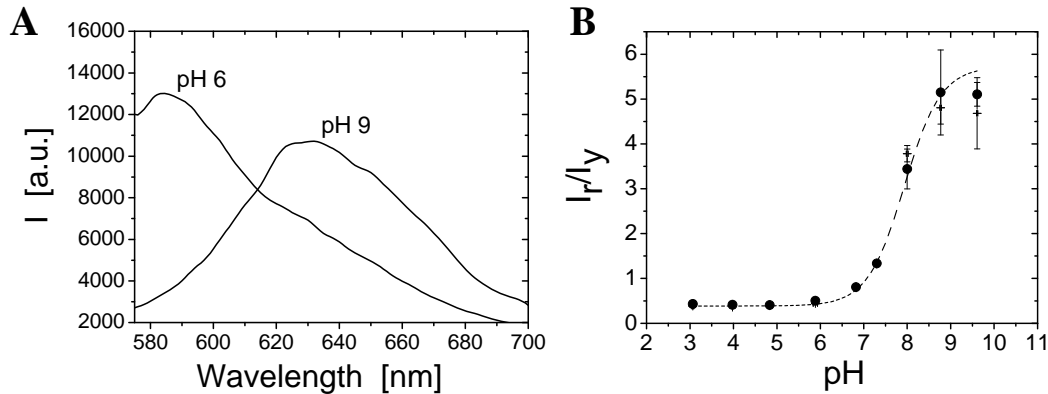 A
I [a.u.]
16000
14000
12000
10000
8000
6000
4000
2000
pH 6
pH 9
580 600 620 640 660 680 700
Wavelength [nm]
B
Ir/Iy
6
5
4
3
2
1
0
2 3 4 5 6 7 8 9 10 11
pH